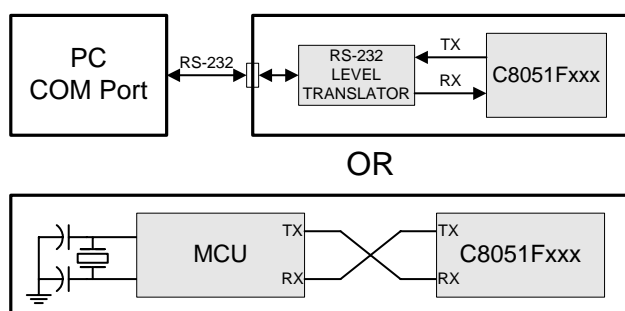 PC
COM Port
RS-232
RS-232
LEVEL
TRANSLATOR
TX
RX
C8051Fxxx
OR
MCU
TX
RX
TX
RX
C8051Fxxx